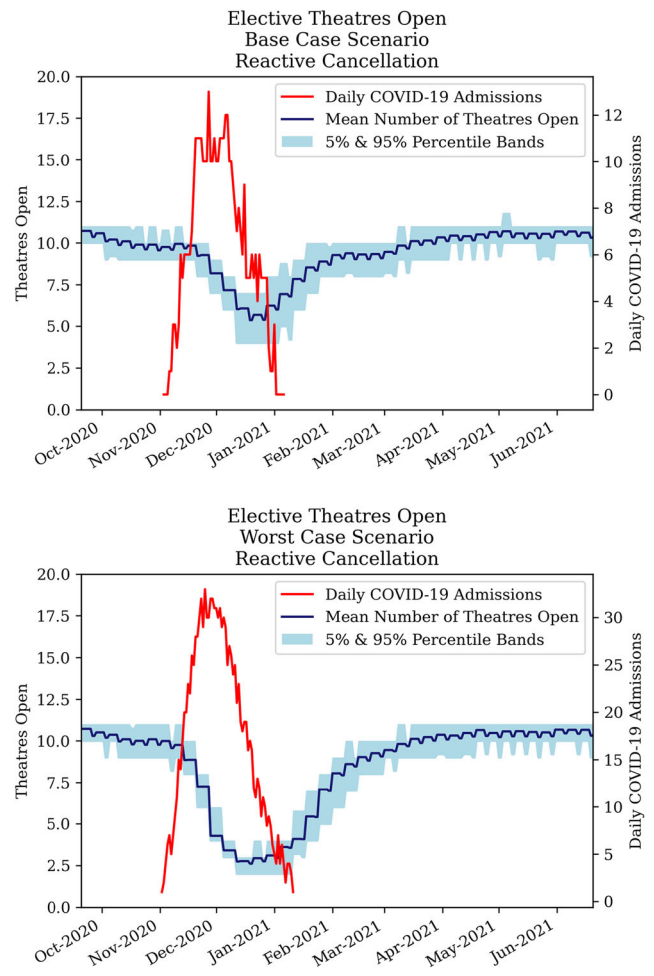 Elective Theatres Open
Base Case Scenario
Reactive Cancellation
Daily COVID-19 Admissions
Mean Number of Theatres Open
5% & 95% Percentile Bands
Theatres Open
20.0
17.5
15.0
12.5
10.0
7.5
5.0
2.5
0.0
Daily COVID-19 Admissions
12
10
8
6
4
2
0
Oct-2020
Nov-2020
Dec-2020
Jan-2021
Feb-2021
Mar-2021
Apr-2021
May-2021
Jun-2021
Elective Theatres Open
Worst Case Scenario
Reactive Cancellation
Daily COVID-19 Admissions
Mean Number of Theatres Open
5% & 95% Percentile Bands
Theatres Open
20.0
17.5
15.0
12.5
10.0
7.5
5.0
2.5
0.0
Daily COVID-19 Admissions
30
25
20
15
10
5
0
Oct-2020
Nov-2020
Dec-2020
Jan-2021
Feb-2021
Mar-2021
Apr-2021
May-2021
Jun-2021